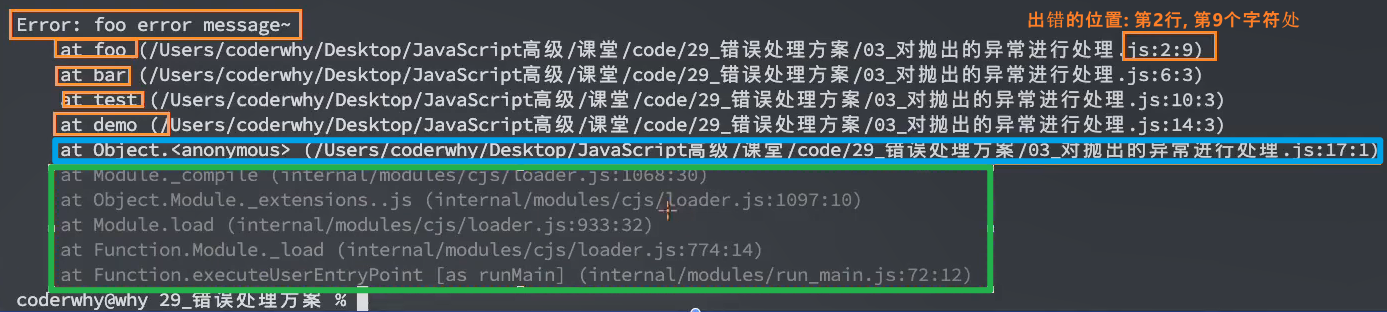 Error: foo error message~
出错的位置: 第2行, 第9个字符处
at foo (/Users/coderwhy/Desktop/JavaScript高级/课堂/code/29_错误处理方案/03_对抛出的异常进行处理.js:2:9)
at bar (/Users/coderwhy/Desktop/JavaScript高级/课堂/code/29_错误处理方案/03_对抛出的异常进行处理.js:6:3)
at test (/Users/coderwhy/Desktop/JavaScript高级/课堂/code/29_错误处理方案/03_对抛出的异常进行处理.js:10:3)
at demo (/Users/coderwhy/Desktop/JavaScript高级/课堂/code/29_错误处理方案/03_对抛出的异常进行处理.js:14:3)
at Object.<anonymous> (/Users/coderwhy/Desktop/JavaScript高级/课堂/code/29_错误处理方案/03_对抛出的异常进行处理.js:17:1)
at Module._compile (internal/modules/cjs/loader.js:1068:30)
at Object.Module._extensions..js (internal/modules/cjs/loader.js:1097:10)
at Module.load (internal/modules/cjs/loader.js:933:32)
at Function.Module._load (internal/modules/cjs/loader.js:774:14)
at Function.executeUserEntryPoint [as runMain] (internal/modules/run_main.js:72:12)
coderwhy@why 29_错误处理方案 %